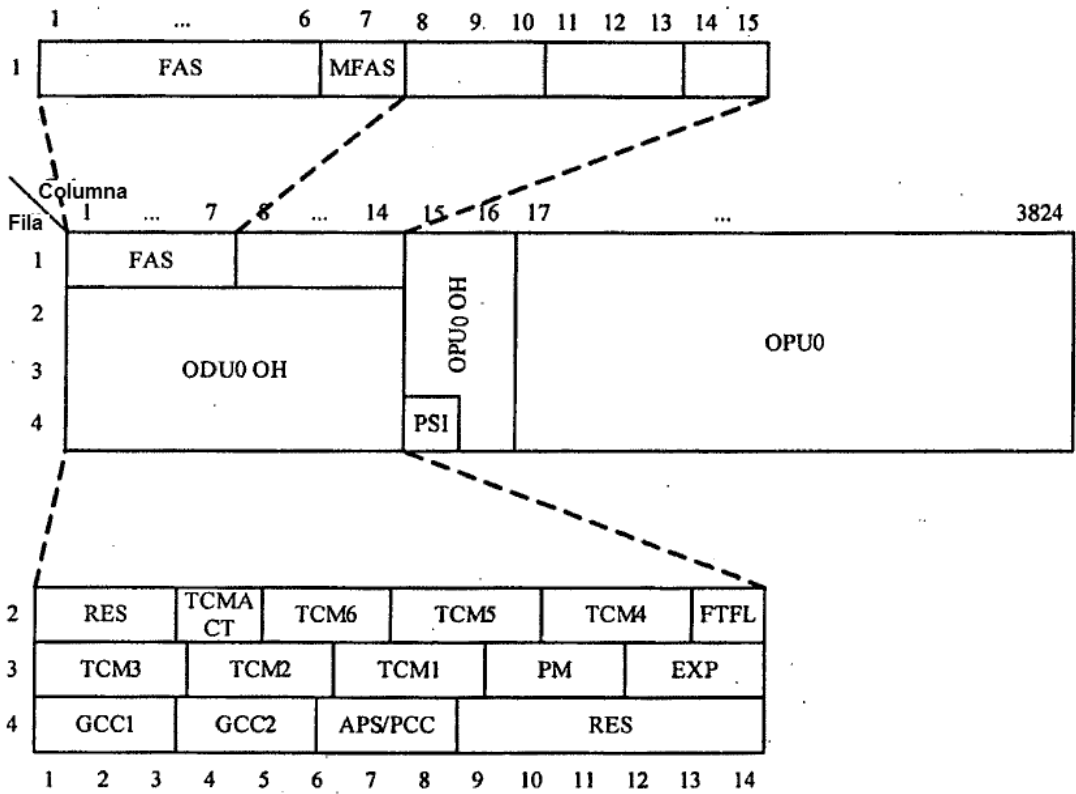 1 ... 6 7 8 9. 10 11 12 13 14 15
1 FAS MFAS
Columna
Fila 1 ... 7 8 ... 14 15 16 17 ... 3824
1 FAS
2
3 ODU0 OH
4
OPU0 OH
PSI
OPU0
2 RES TCMA CT TCM6 TCM5 TCM4 FTFL
3 TCM3 TCM2 TCM1 PM EXP
4 GCC1 GCC2 APS/PCC RES
1 2 3 4 5 6 7 8 9 10 11 12 13 14